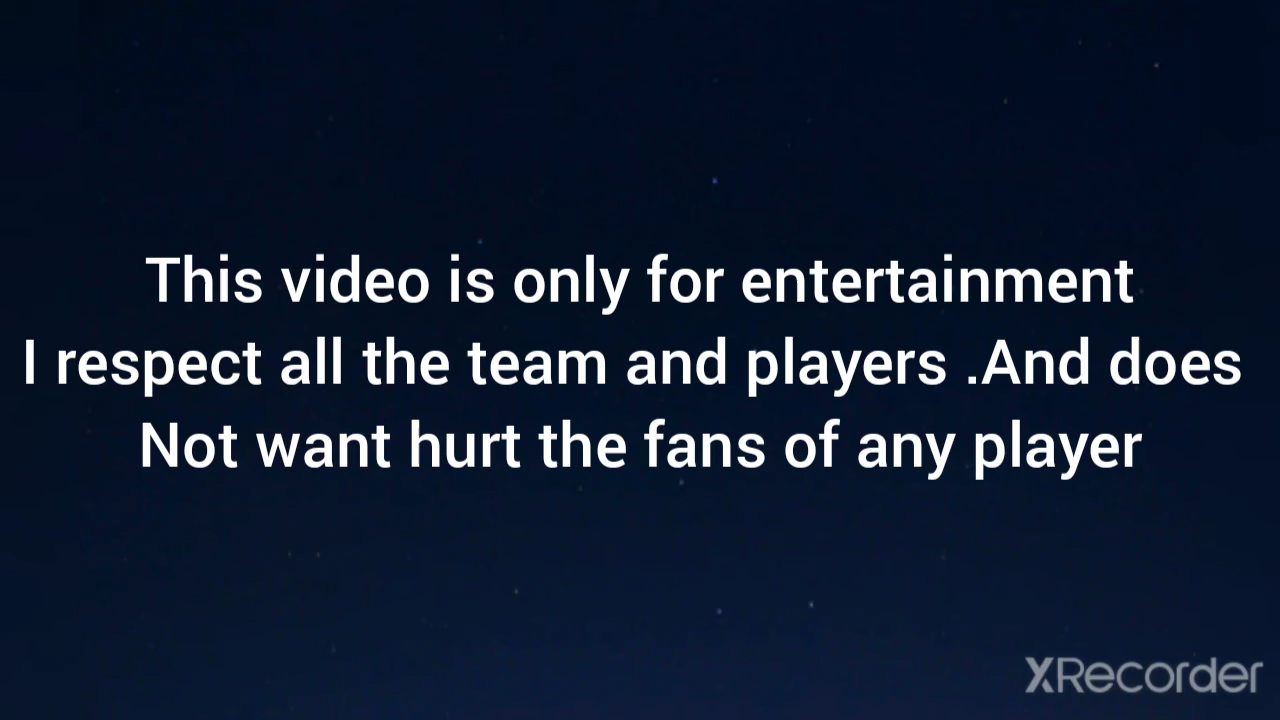 This video is only for entertainment
I respect all the team and players .And does
Not want hurt the fans of any player
XRecorder